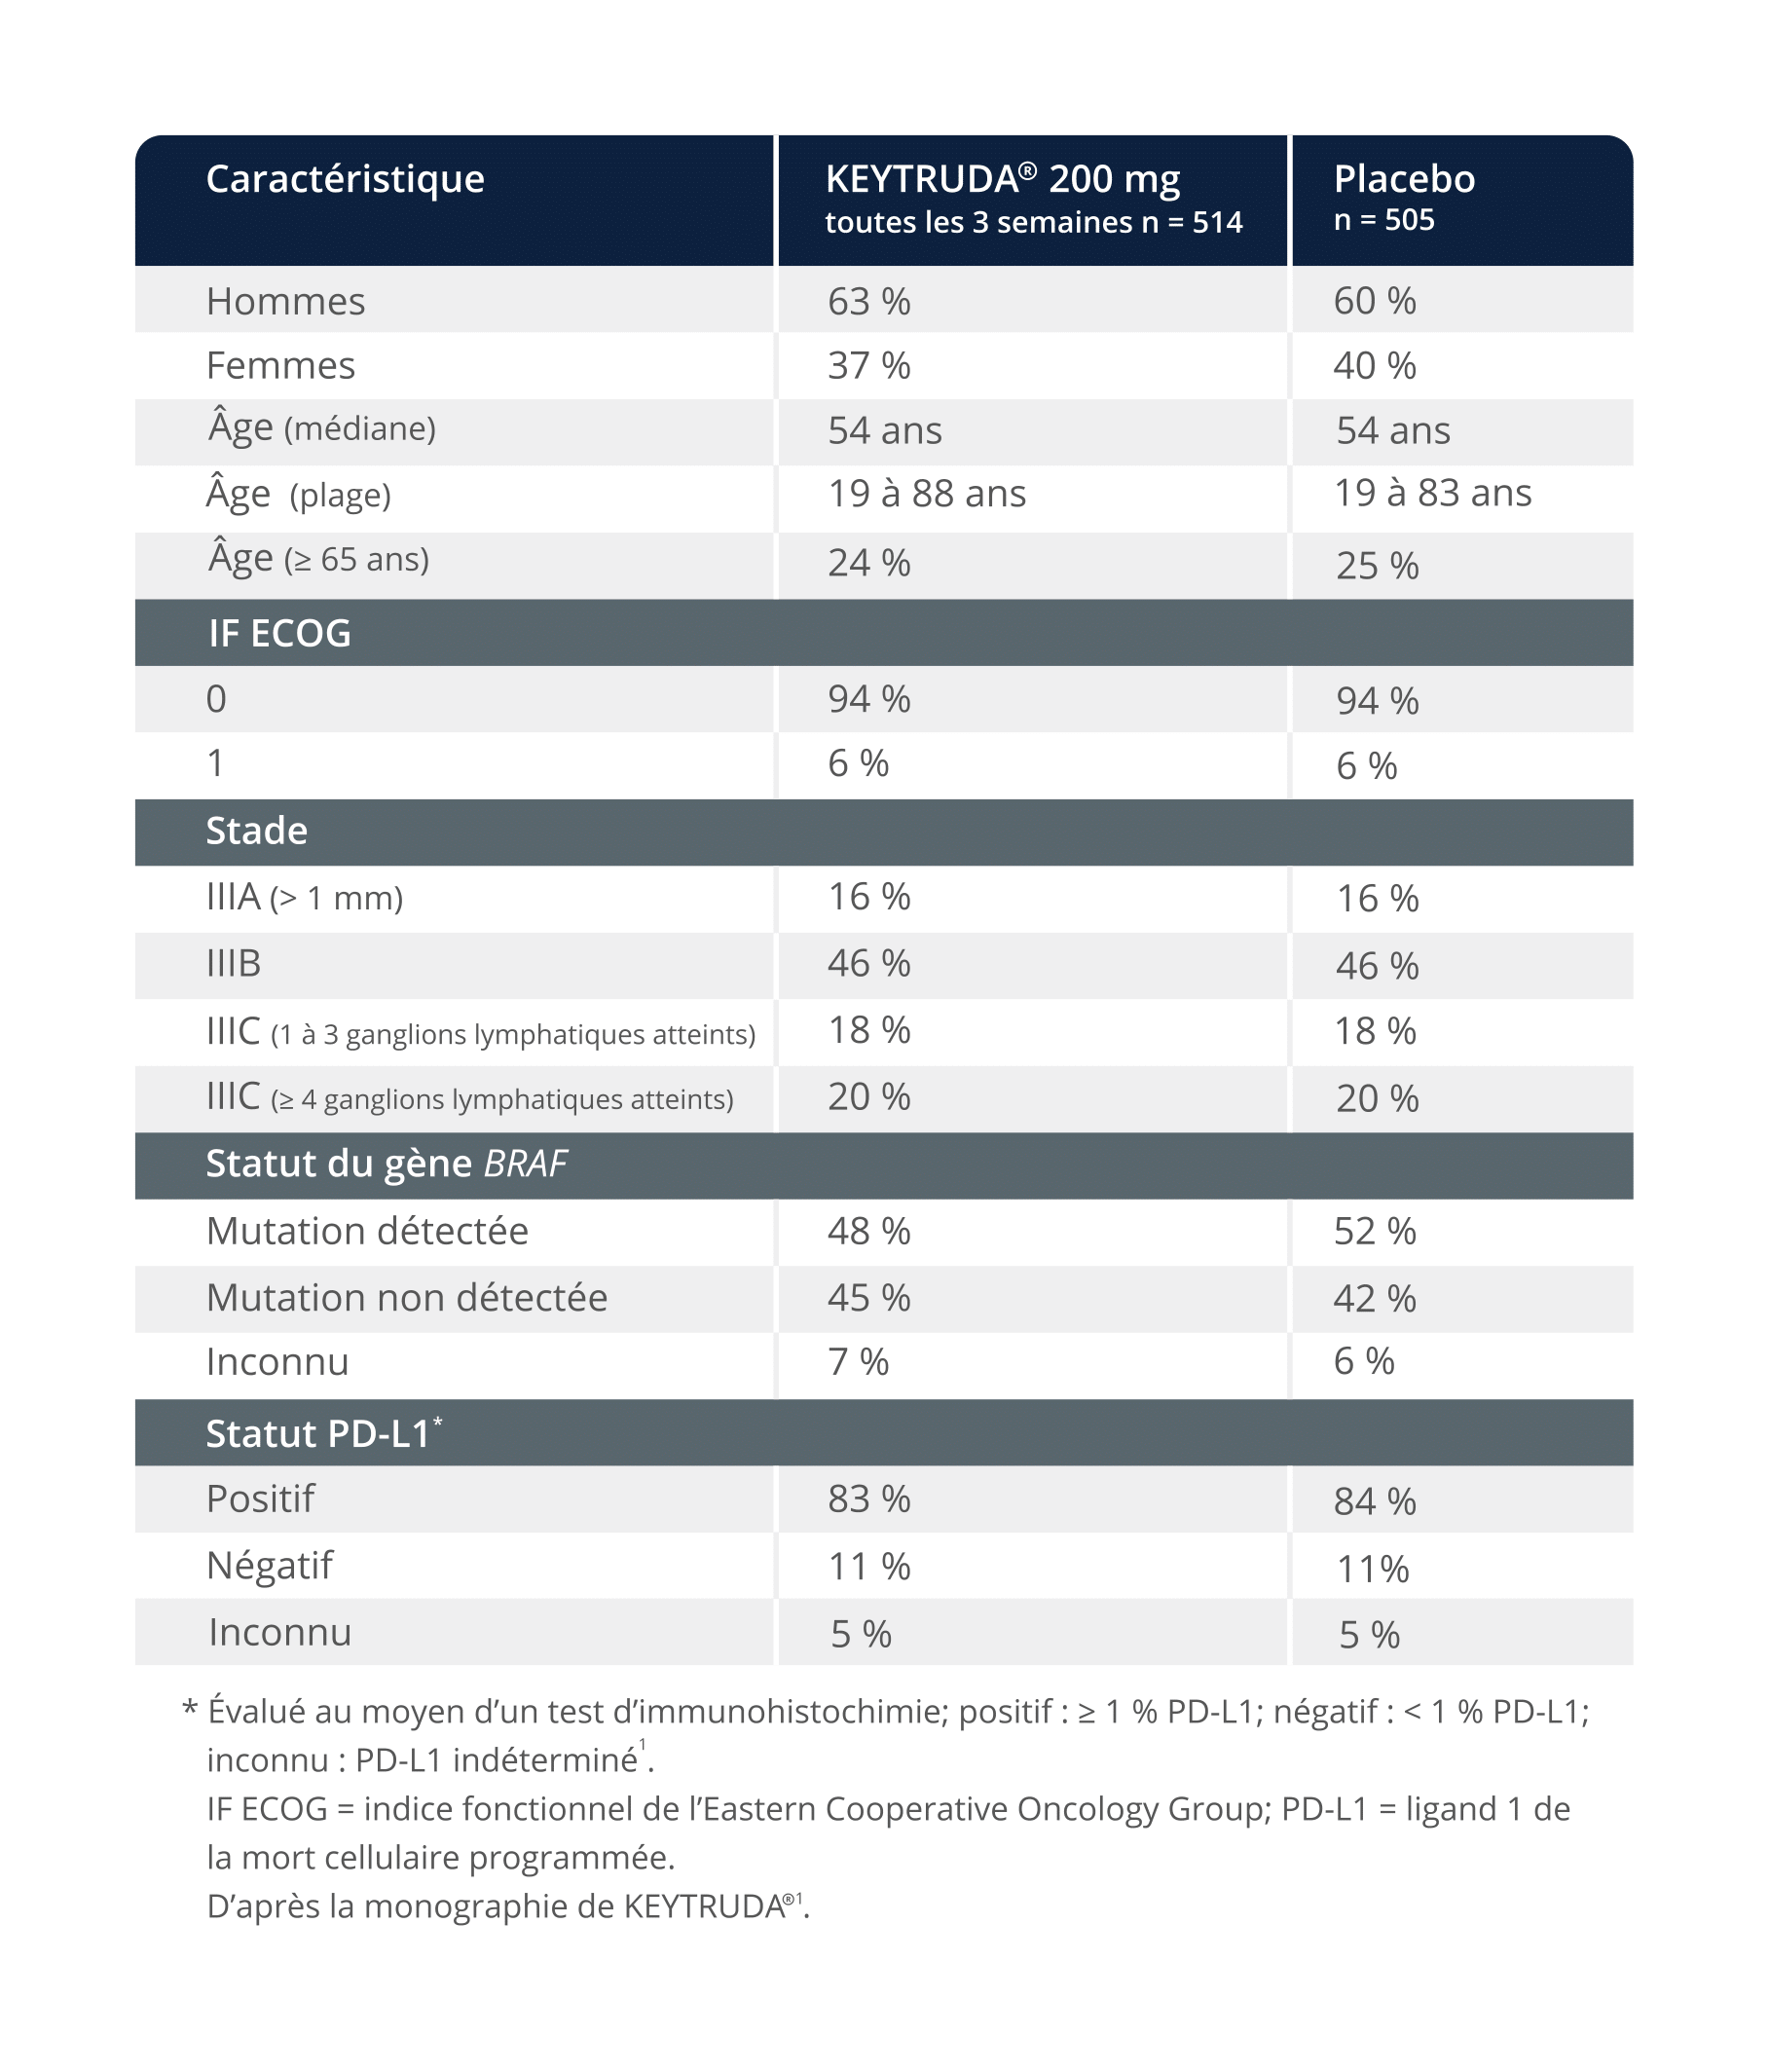 Caractéristique KEYTRUDA® 200 mg Placebo
toutes les 3 semaines n = 514 n = 505
Hommes 63 % 60 %
Femmes 37 % 40 %
Âge (médiane) 54 ans 54 ans
Âge (plage) 19 à 88 ans 19 à 83 ans
Âge (≥ 65 ans) 24 % 25 %
IF ECOG
0 94 % 94 %
1 6 % 6 %
Stade
IIIA (> 1 mm) 16 % 16 %
IIIB 46 % 46 %
IIIC (1 à 3 ganglions lymphatiques atteints) 18 % 18 %
IIIC (≥ 4 ganglions lymphatiques atteints) 20 % 20 %
Statut du gène BRAF
Mutation détectée 48 % 52 %
Mutation non détectée 45 % 42 %
Inconnu 7 % 6 %
Statut PD-L1*
Positif 83 % 84 %
Négatif 11 % 11%
Inconnu 5 % 5 %
* Évalué au moyen d’un test d’immunohistochimie; positif : ≥ 1 % PD-L1; négatif : < 1 % PD-L1;
inconnu : PD-L1 indéterminé¹.
IF ECOG = indice fonctionnel de l’Eastern Cooperative Oncology Group; PD-L1 = ligand 1 de
la mort cellulaire programmée.
D’après la monographie de KEYTRUDA®¹.